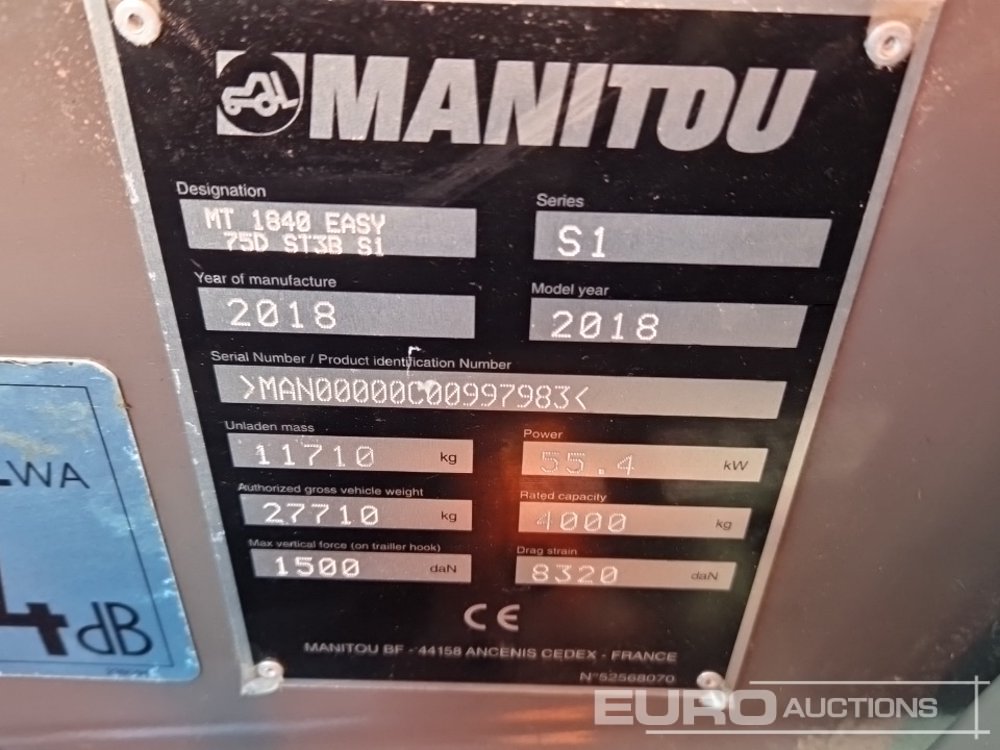 MANITOU
Designation
MT 1840 EASY
75D ST3B S1
Series
S1
Year of manufacture
2018
Model year
2018
Serial Number / Product identification Number
>MAN00000C00997983<
Unladen mass
11710 kg
Power
55.4 kW
Authorized gross vehicle weight
27710 kg
Rated capacity
4000 kg
Max vertical force (on trailler hook)
1500 daN
Drag strain
8320 daN
CE
MANITOU BF - 44158 ANCENIS CEDEX - FRANCE
N°52568070
WA
4 dB
EURO AUCTIONS